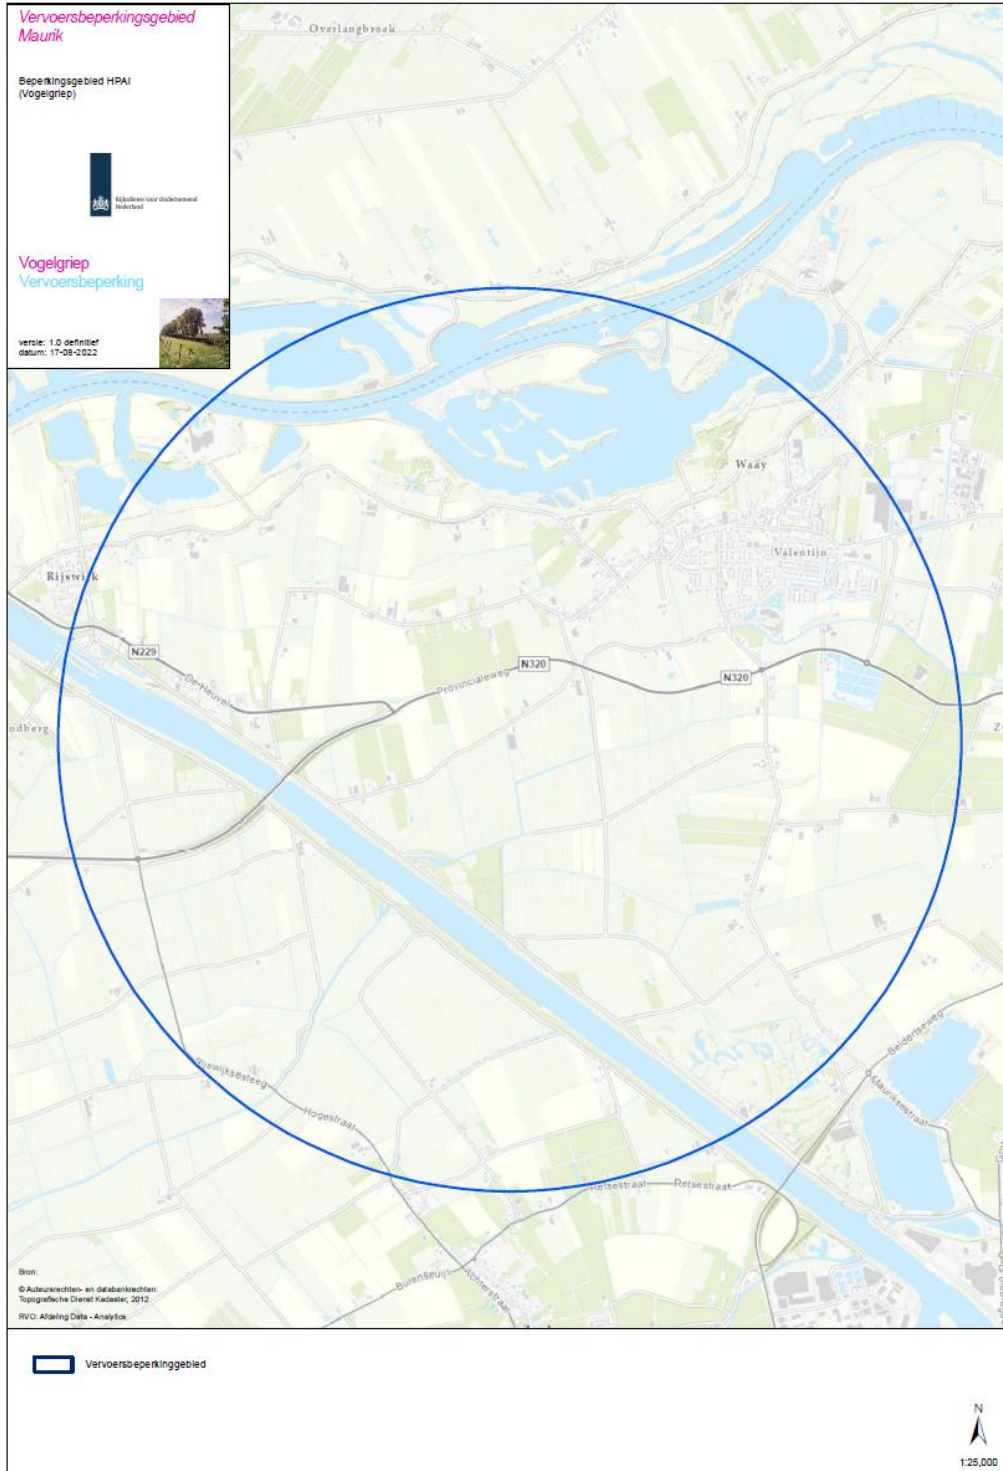 Vervoersbeperkingsgebied
Maurik
Beperkingsgebied HPAI
(Vogelgriep)
Rijksdienst voor Ondernemend
Nederland
Vogelgriep
Vervoersbeperking
versie: 1.0 definitief
datum: 17-08-2022
Overlangbroek
Waay
Valentijn
Rijswijk
N229
De-Heuvel
Provincialeweg
N320
N320
ndberg
Rijswijksesteeg
Hogestraat
Beldertseweg
Mauriksestraat
Retsestraat
Retsestraat
Achterstraat
Bron:
© Auteursrechten- en databankrechten:
Topografische Dienst Kadaster, 2012
RVO: Afdeling Data - Analytics
Vervoersbeperkinggebied
N
1:25,000